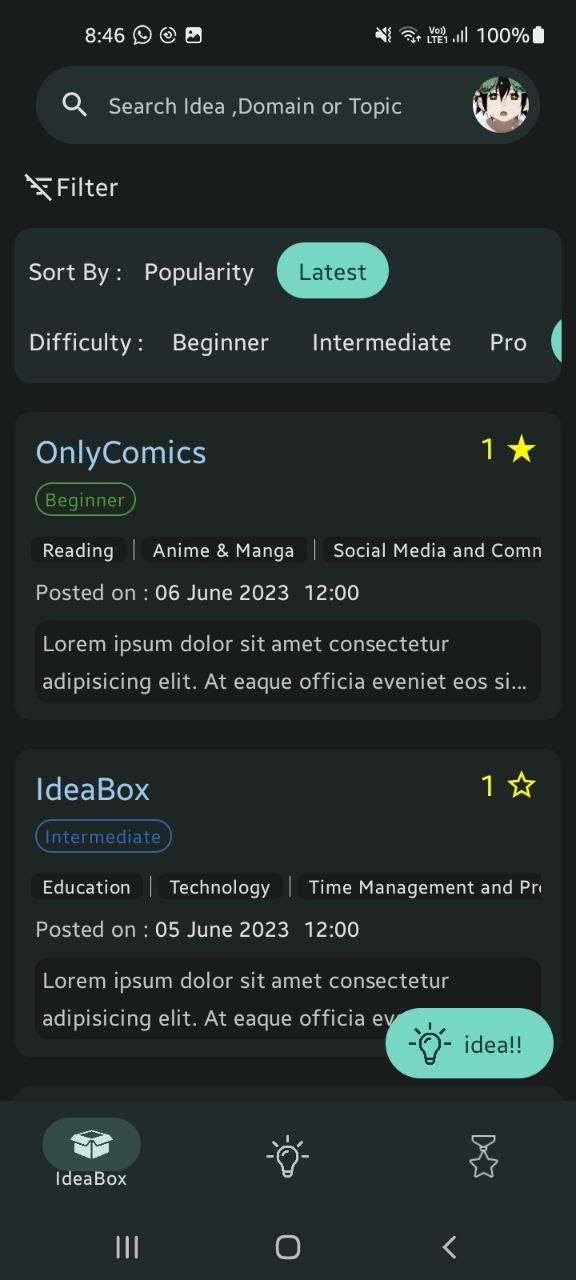 8:46 Vo)) LTE1 100%
Search Idea ,Domain or Topic
Filter
Sort By : Popularity Latest
Difficulty : Beginner Intermediate Pro
OnlyComics 1
Beginner
Reading Anime & Manga Social Media and Comm
Posted on : 06 June 2023 12:00
Lorem ipsum dolor sit amet consectetur
adipisicing elit. At eaque officia eveniet eos si...
IdeaBox 1
Intermediate
Education Technology Time Management and Pro
Posted on : 05 June 2023 12:00
Lorem ipsum dolor sit amet consectetur
adipisicing elit. At eaque officia eve
idea!!
IdeaBox